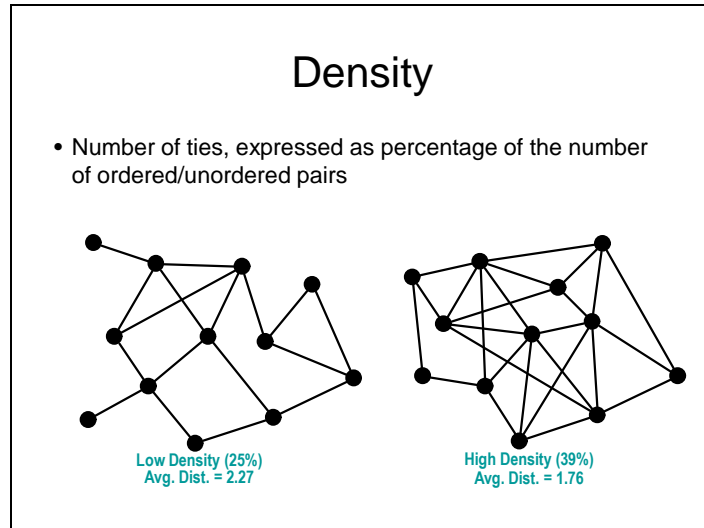 Density
• Number of ties, expressed as percentage of the number
of ordered/unordered pairs
Low Density (25%)
Avg. Dist. = 2.27
High Density (39%)
Avg. Dist. = 1.76